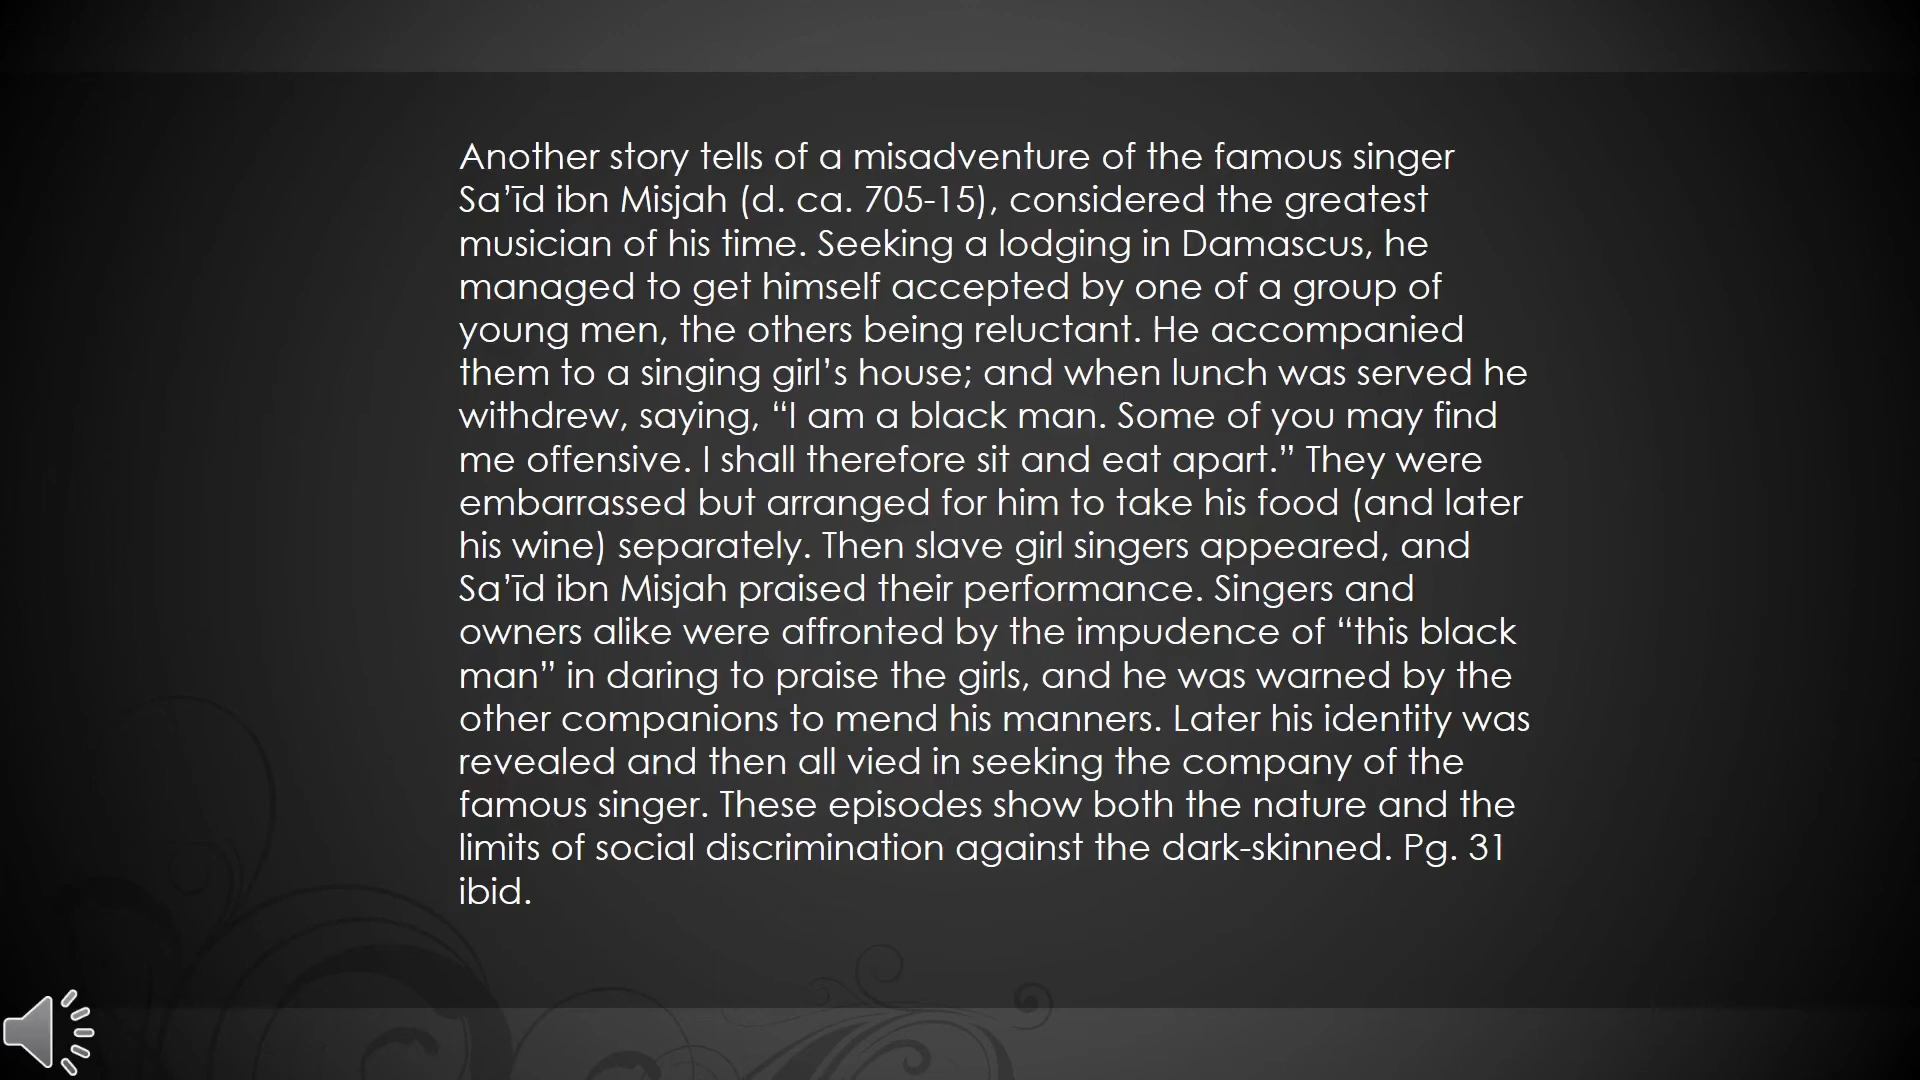 Another story tells of a misadventure of the famous singer
Sa’īd ibn Misjah (d. ca. 705-15), considered the greatest
musician of his time. Seeking a lodging in Damascus, he
managed to get himself accepted by one of a group of
young men, the others being reluctant. He accompanied
them to a singing girl’s house; and when lunch was served he
withdrew, saying, “I am a black man. Some of you may find
me offensive. I shall therefore sit and eat apart.” They were
embarrassed but arranged for him to take his food (and later
his wine) separately. Then slave girl singers appeared, and
Sa’īd ibn Misjah praised their performance. Singers and
owners alike were affronted by the impudence of “this black
man” in daring to praise the girls, and he was warned by the
other companions to mend his manners. Later his identity was
revealed and then all vied in seeking the company of the
famous singer. These episodes show both the nature and the
limits of social discrimination against the dark-skinned. Pg. 31
ibid.